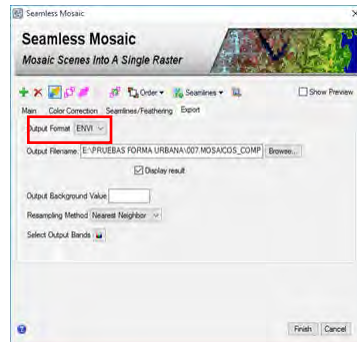 Seamless Mosaic
Seamless Mosaic
Mosaic Scenes Into A Single Raster
Order
Seamlines
Show Preview
Main Color Correction Seamlines/Feathering Export
Output Format ENVI
Output Filename: E:\PRUEBAS FORMA URBANA\007.MOSAICOS_COMP Browse...
Display result
Output Background Value
Resampling Method Nearest Neighbor
Select Output Bands
Finish Cancel